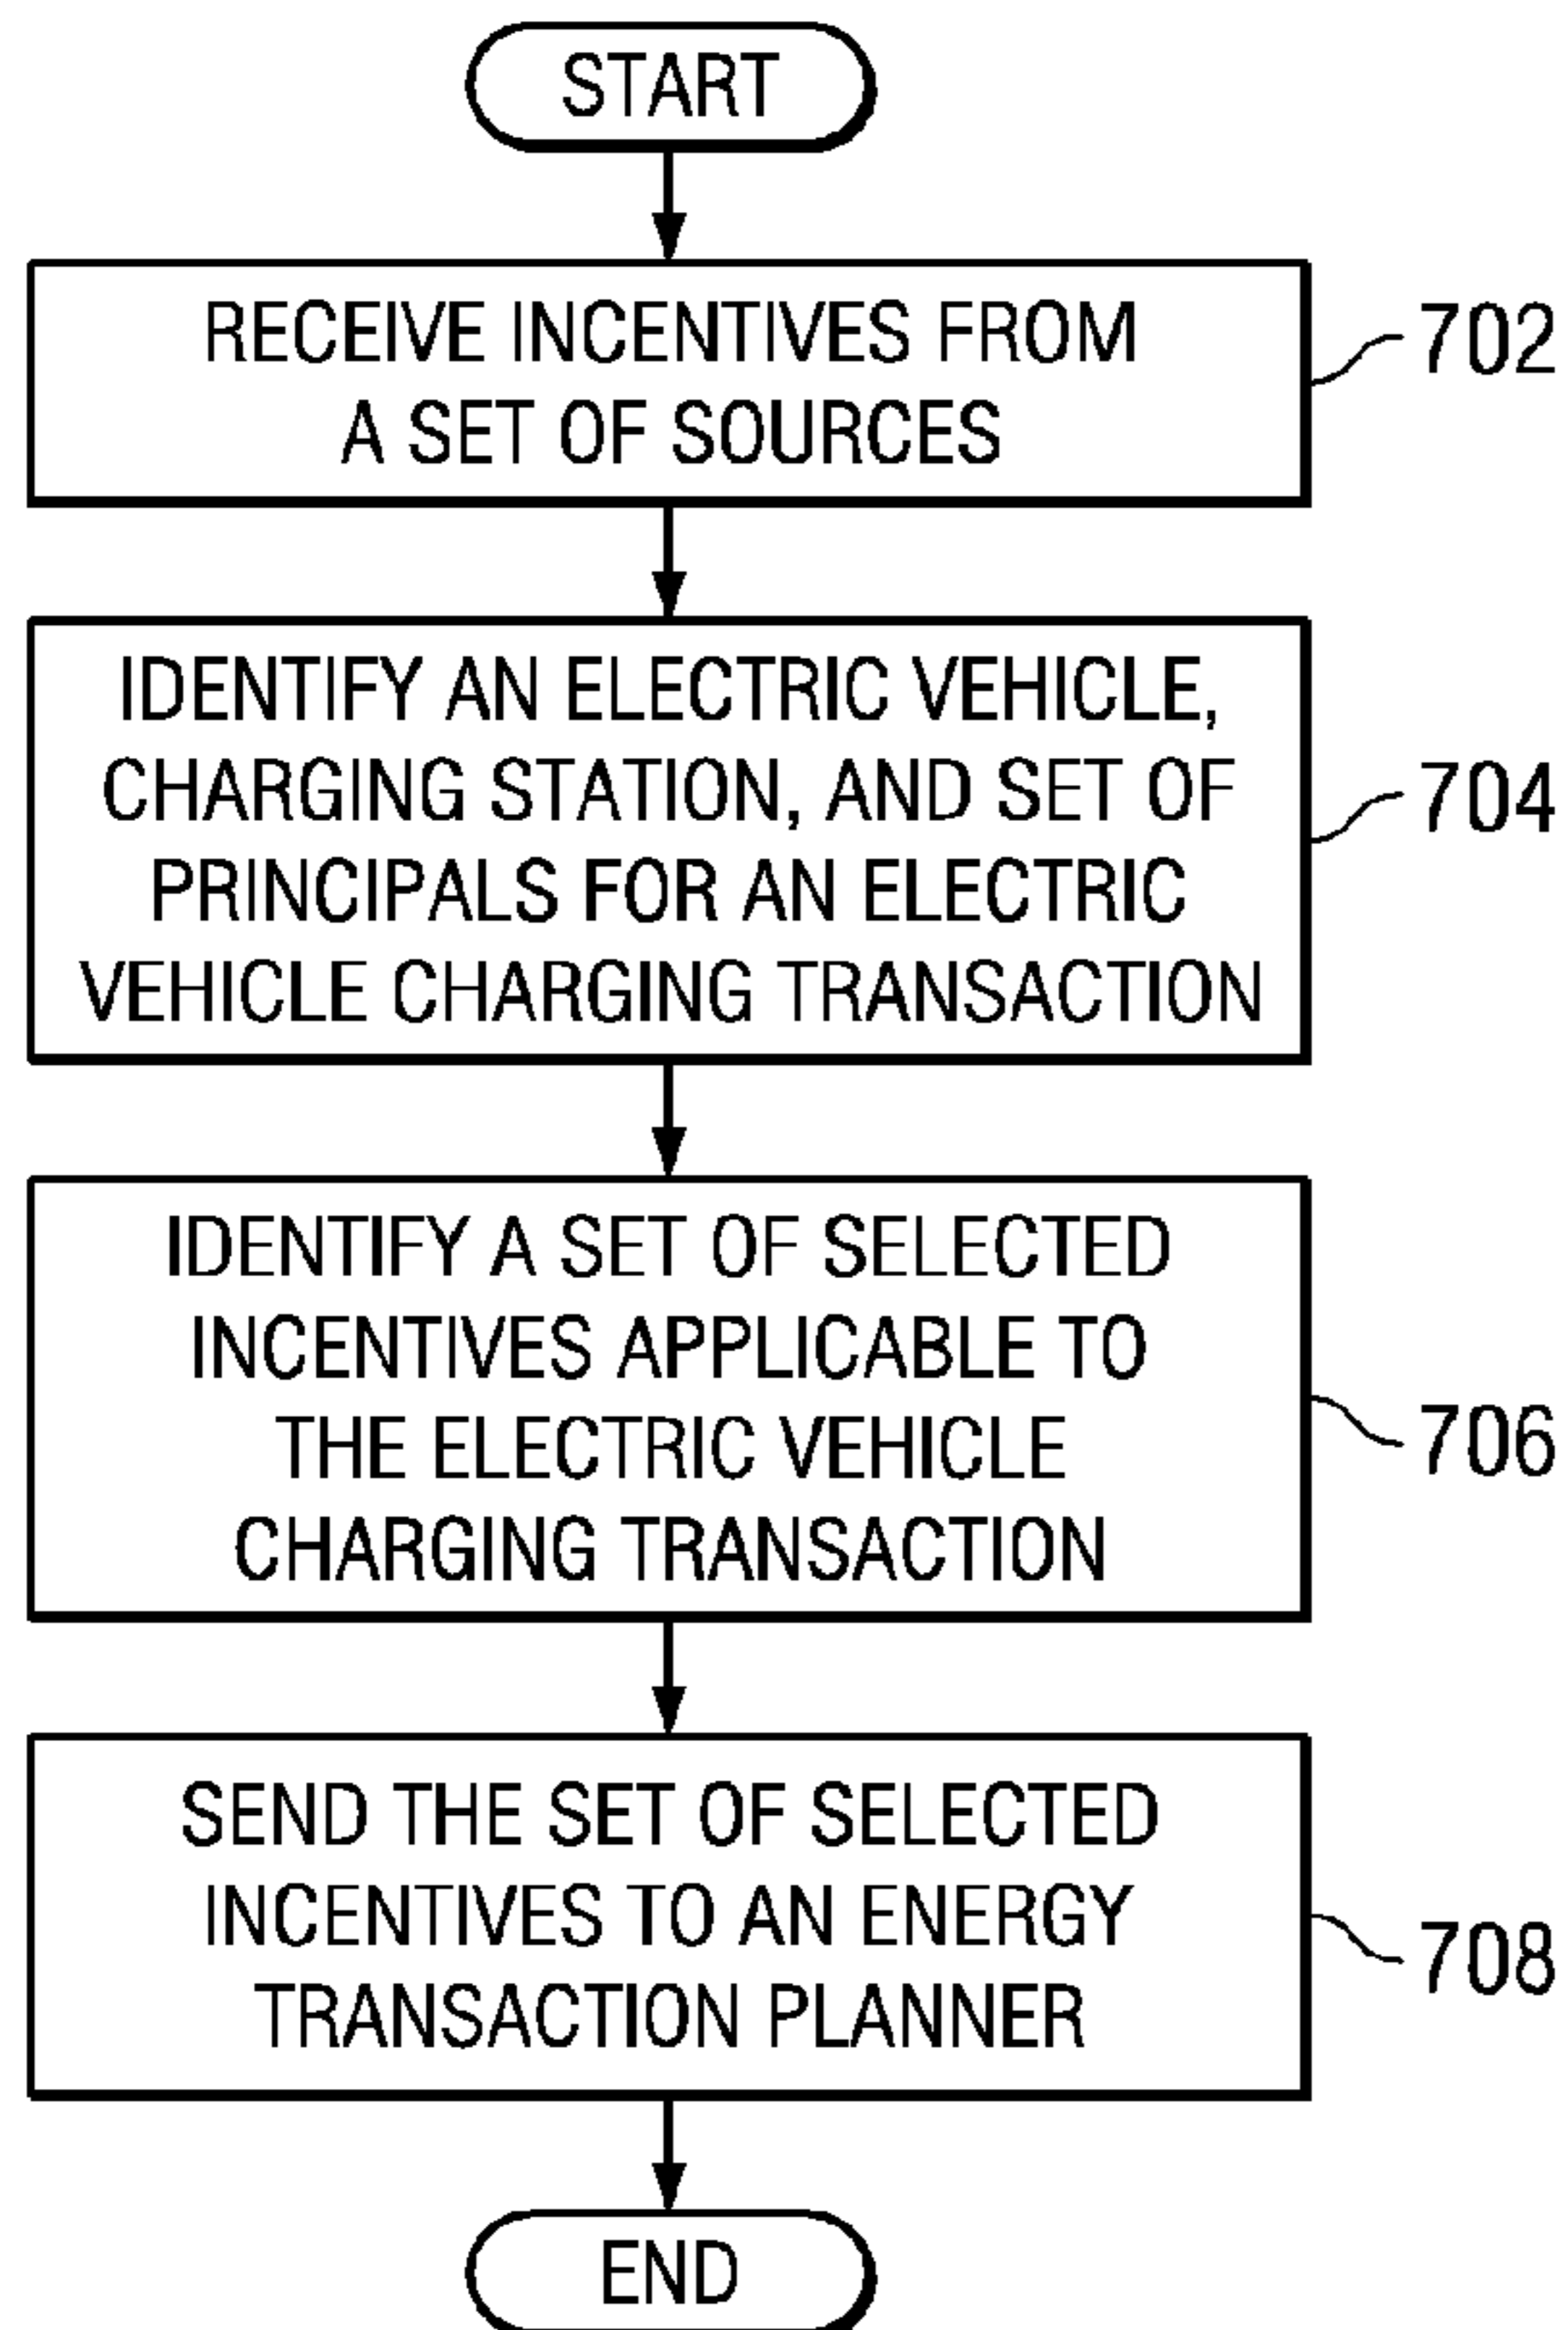 START
RECEIVE INCENTIVES FROM
A SET OF SOURCES
702
IDENTIFY AN ELECTRIC VEHICLE,
CHARGING STATION, AND SET OF
PRINCIPALS FOR AN ELECTRIC
VEHICLE CHARGING TRANSACTION
704
IDENTIFY A SET OF SELECTED
INCENTIVES APPLICABLE TO
THE ELECTRIC VEHICLE
CHARGING TRANSACTION
706
SEND THE SET OF SELECTED
INCENTIVES TO AN ENERGY
TRANSACTION PLANNER
708
END